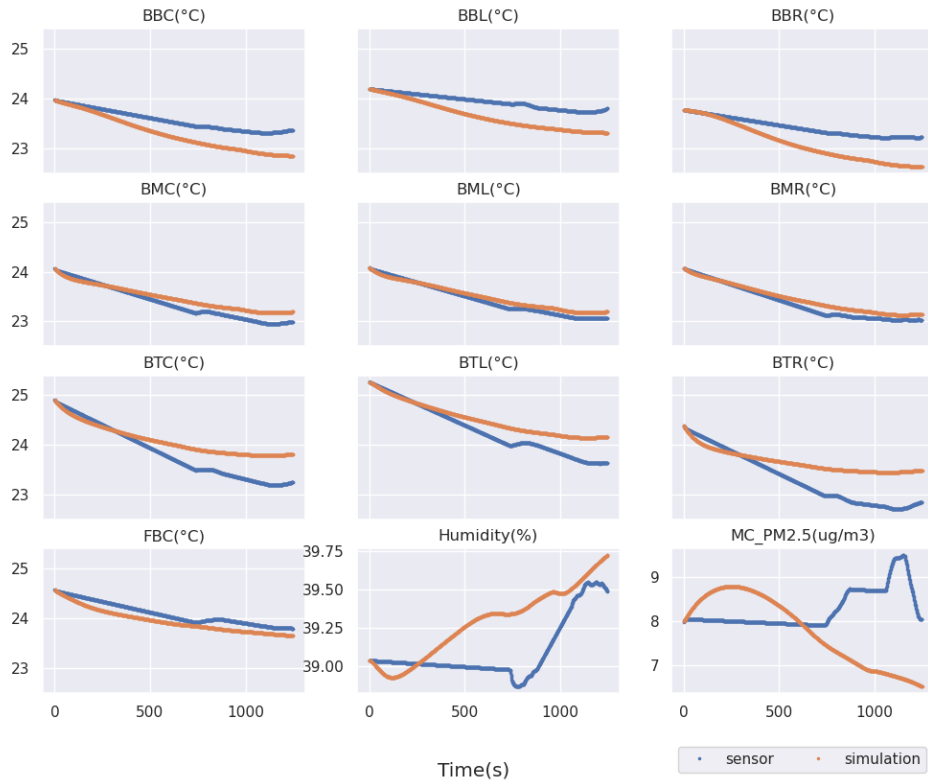 BBC(°C) BBL(°C) BBR(°C)
25
24
23
BMC(°C) BML(°C) BMR(°C)
25
24
23
BTC(°C) BTL(°C) BTR(°C)
25
24
23
FBC(°C) Humidity(%) MC_PM2.5(ug/m3)
25
24
23
39.75
39.50
39.25
39.00
9
8
7
0 500 1000 0 500 1000 0 500 1000
Time(s)
sensor simulation